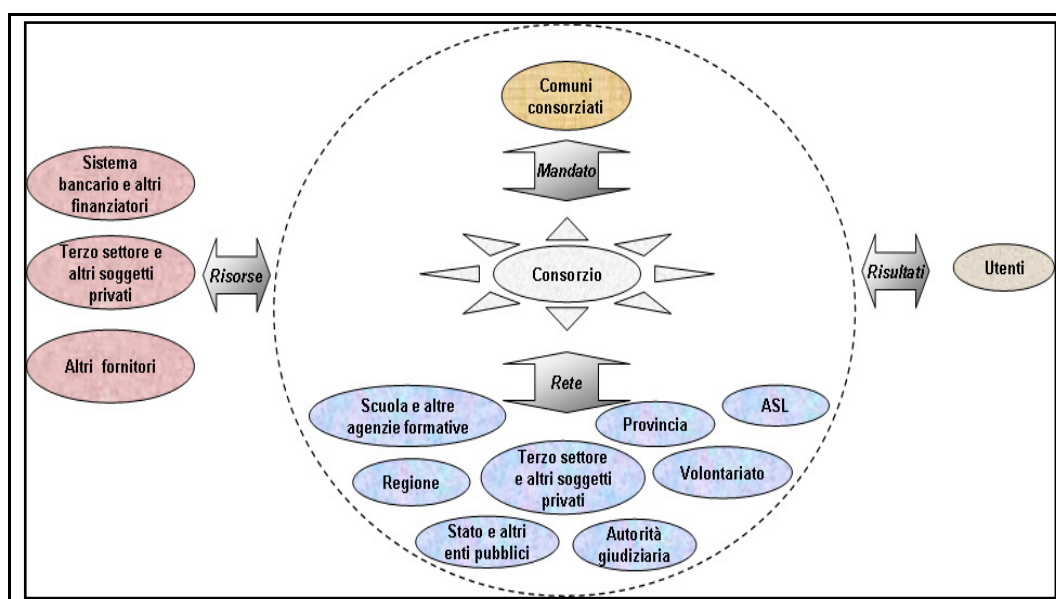 Comuni
consorziati
Mandato
Sistema
bancario e altri
finanziatori
Terzo settore e
altri soggetti
privati
Altri fornitori
Risorse
Consorzio
Risultati
Utenti
Rete
Scuola e altre
agenzie formative
Provincia
ASL
Regione
Terzo settore
e altri soggetti
privati
Volontariato
Stato e altri
enti pubblici
Autorità
giudiziaria